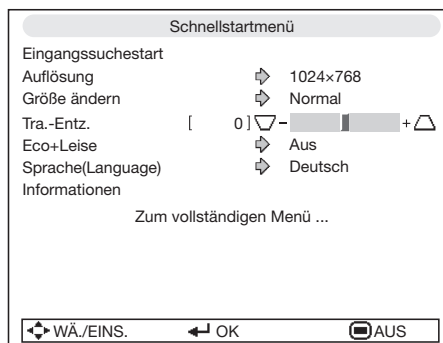 Schnellstartmenü
Eingangssuchestart
Auflösung 1024×768
Größe ändern Normal
Tra.-Entz. [ 0] - +
Eco+Leise Aus
Sprache(Language) Deutsch
Informationen
Zum vollständigen Menü ...
WÄ./EINS. OK AUS